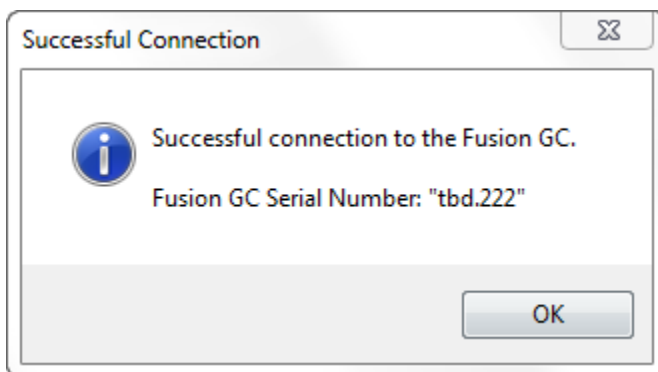 Successful Connection
Successful connection to the Fusion GC.
Fusion GC Serial Number: "tbd.222"
OK